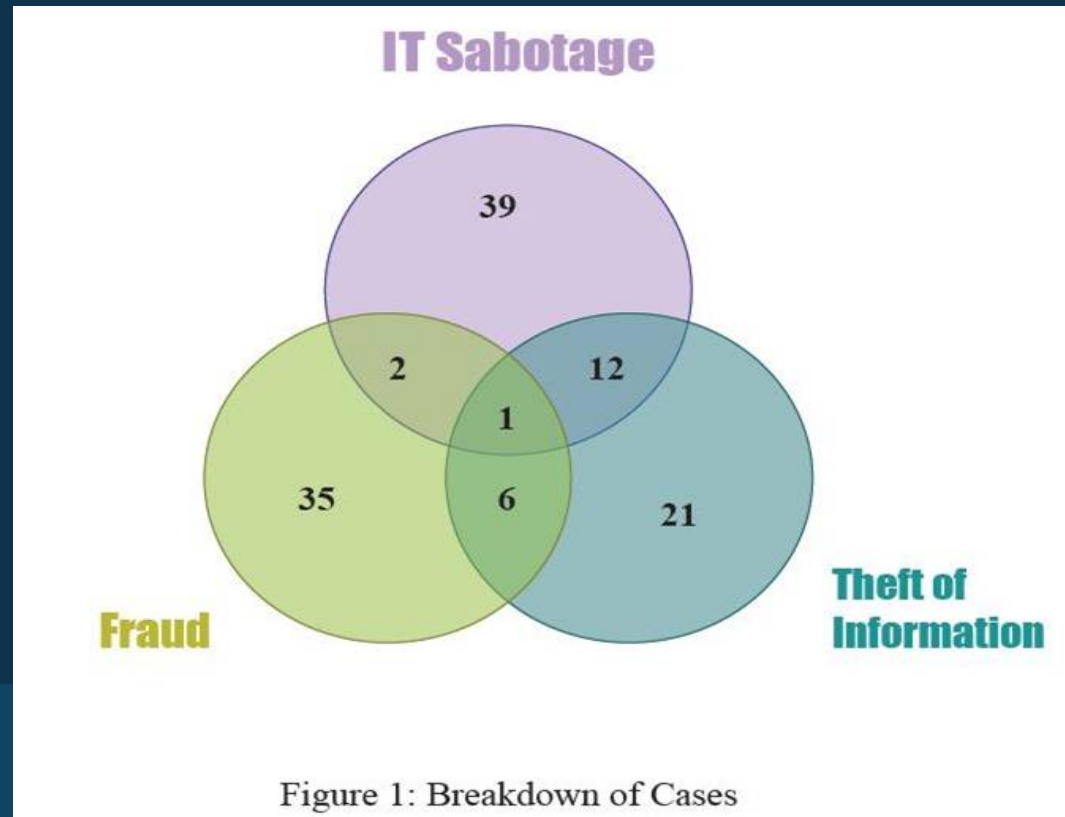 IT Sabotage
39
2
12
1
35
6
21
Theft of
Information
Fraud
Figure 1: Breakdown of Cases